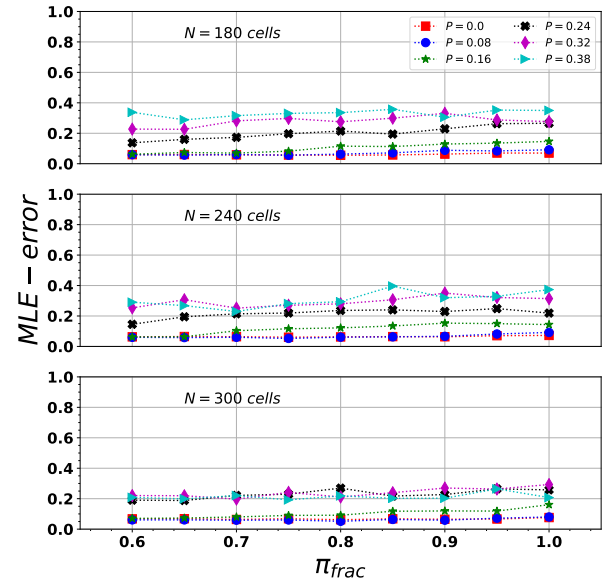 1.0
0.8
0.6
0.4
0.2
0.0
N = 180 cells
P = 0.0
P = 0.08
P = 0.16
P = 0.24
P = 0.32
P = 0.38
MLE − error
1.0
0.8
0.6
0.4
0.2
0.0
N = 240 cells
1.0
0.8
0.6
0.4
0.2
0.0
N = 300 cells
0.6 0.7 0.8 0.9 1.0
π_frac